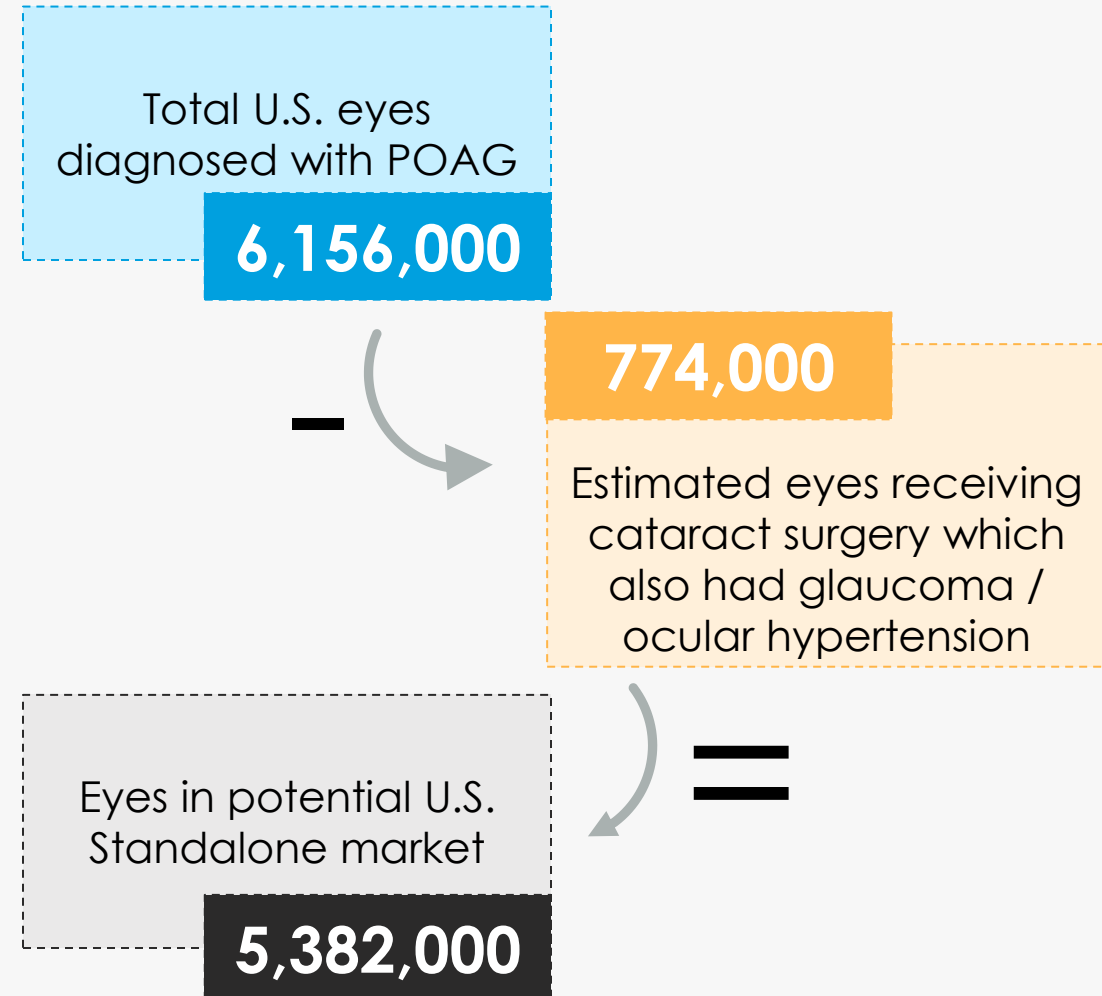 Total U.S. eyes
diagnosed with POAG
6,156,000
–
774,000
Estimated eyes receiving
cataract surgery which
also had glaucoma /
ocular hypertension
=
Eyes in potential U.S.
Standalone market
5,382,000